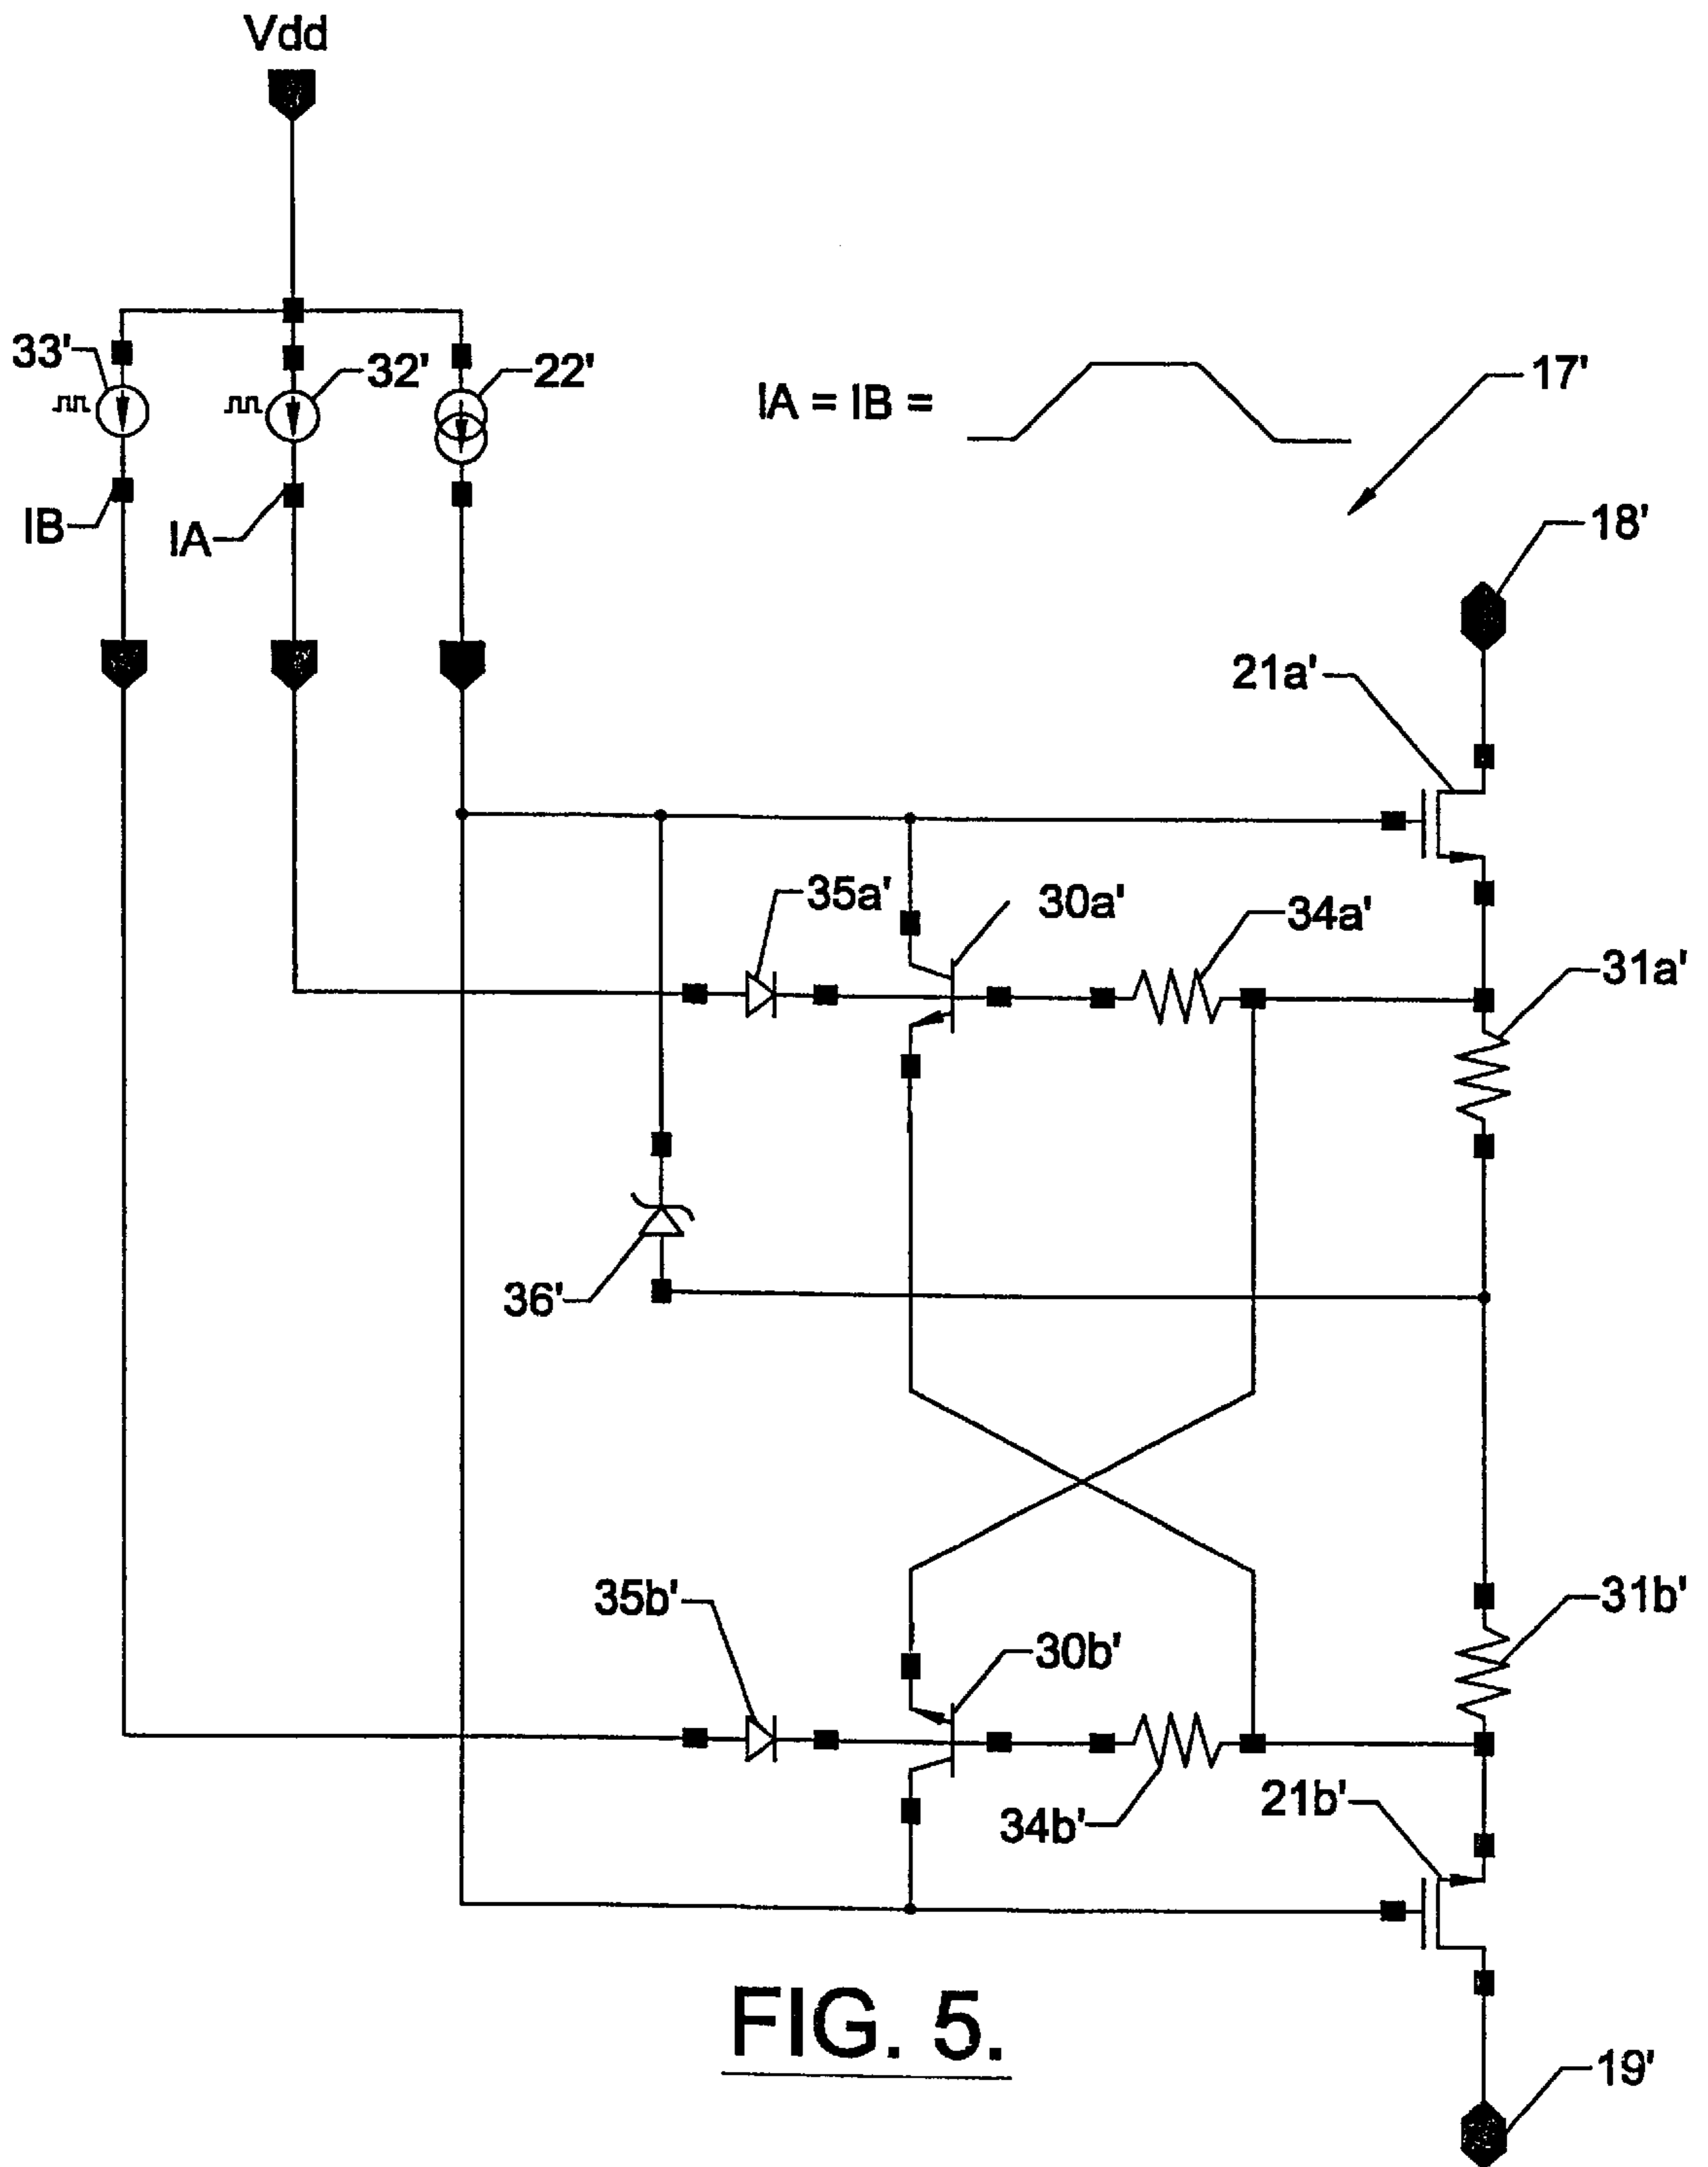 Vdd
33'
32'
22'
IA = IB =
17'
IB
IA
18'
21a'
35a'
30a'
34a'
31a'
36'
35b'
30b'
31b'
34b'
21b'
FIG. 5.
19'